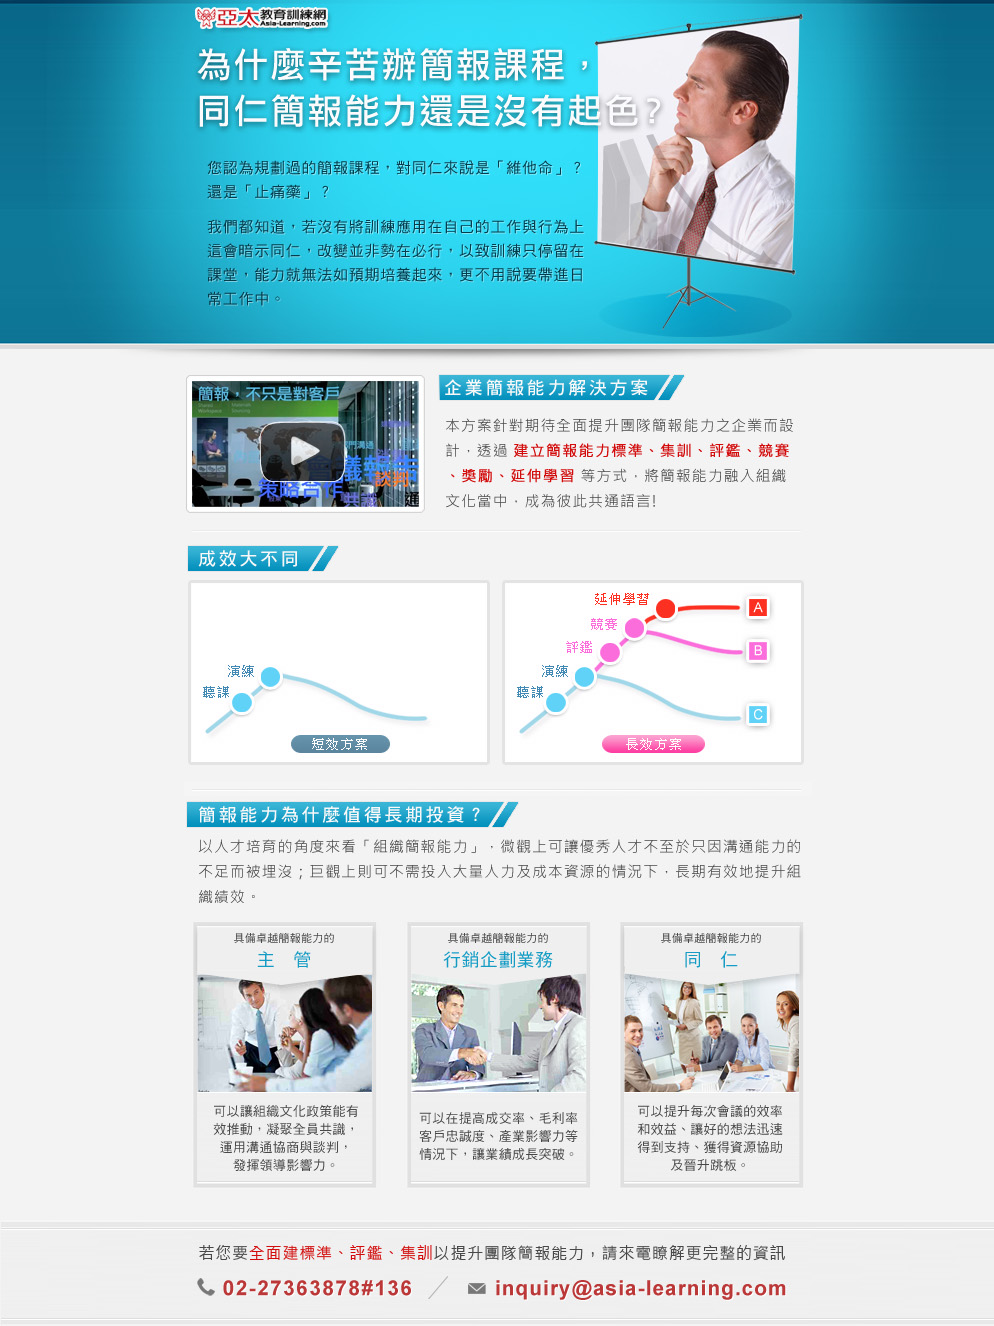 亞太教育訓練網
Asia-Learning.com
為什麼辛苦辦簡報課程，
同仁簡報能力還是沒有起色？
您認為規劃過的簡報課程，對同仁來說是「維他命」？
還是「止痛藥」？
我們都知道，若沒有將訓練應用在自己的工作與行為上
這會暗示同仁，改變並非勢在必行，以致訓練只停留在
課堂，能力就無法如預期培養起來，更不用說要帶進日
常工作中。
簡報，不只是對客戶
策略合作
共識
談判
通
企業簡報能力解決方案
本方案針對期待全面提升團隊簡報能力之企業而設
計，透過 建立簡報能力標準、集訓、評鑑、競賽
、獎勵、延伸學習 等方式，將簡報能力融入組織
文化當中，成為彼此共通語言!
成效大不同
演練
聽課
短效方案
延伸學習
競賽
評鑑
演練
聽課
A
B
C
長效方案
簡報能力為什麼值得長期投資？
以人才培育的角度來看「組織簡報能力」，微觀上可讓優秀人才不至於只因溝通能力的
不足而被埋沒；巨觀上則可不需投入大量人力及成本資源的情況下，長期有效地提升組
織績效。
具備卓越簡報能力的
主 管
可以讓組織文化政策能有
效推動，凝聚全員共識，
運用溝通協商與談判，
發揮領導影響力。
具備卓越簡報能力的
行銷企劃業務
可以在提高成交率、毛利率
客戶忠誠度、產業影響力等
情況下，讓業績成長突破。
具備卓越簡報能力的
同 仁
可以提升每次會議的效率
和效益、讓好的想法迅速
得到支持、獲得資源協助
及晉升跳板。
若您要全面建標準、評鑑、集訓以提升團隊簡報能力，請來電瞭解更完整的資訊
02-27363878#136
inquiry@asia-learning.com